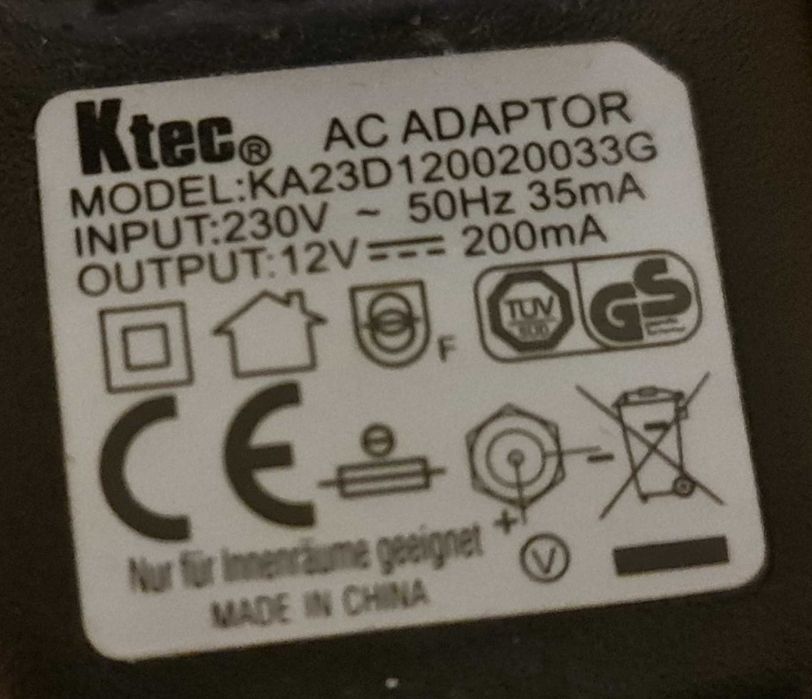 Ktec® AC ADAPTOR
MODEL:KA23D120020033G
INPUT:230V ~ 50Hz 35mA
OUTPUT:12V 200mA
F
TÜV
SÜD
GS
CE
- 
+
V
Nur für Innenräume geeignet
MADE IN CHINA